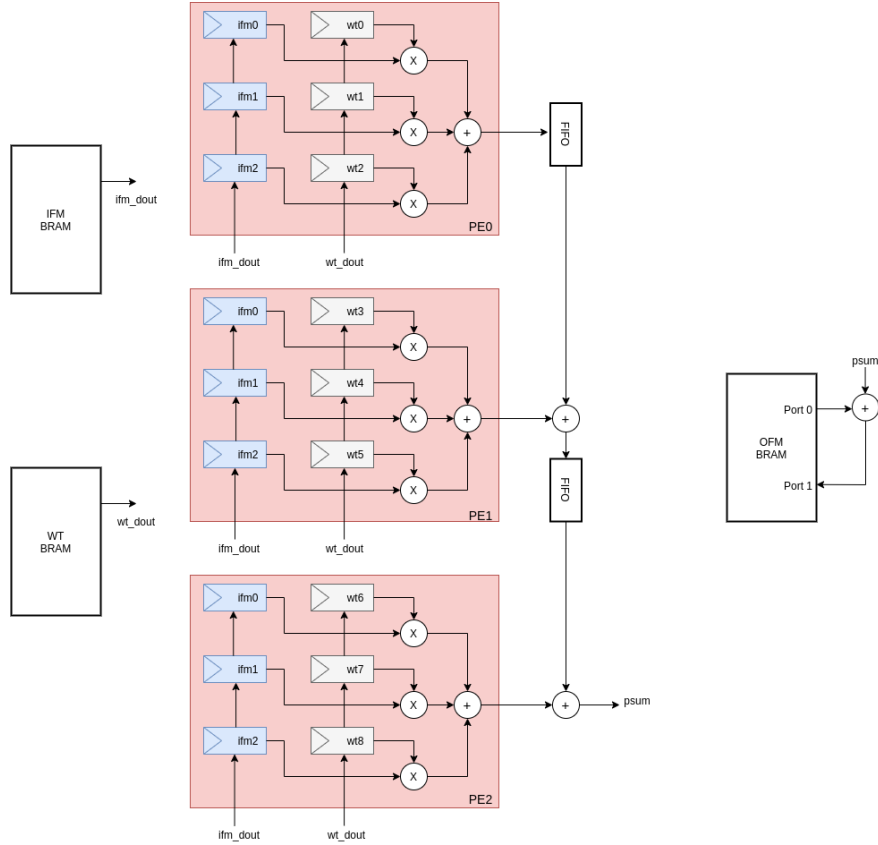 ifm0
wt0
X
ifm1
wt1
X
+
FIFO
ifm2
wt2
X
PE0
IFM
BRAM
ifm_dout
ifm_dout
wt_dout
ifm0
wt3
X
ifm1
wt4
X
+
+
ifm2
wt5
X
FIFO
PE1
WT
BRAM
wt_dout
ifm_dout
wt_dout
psum
Port 0
+
OFM
BRAM
Port 1
ifm0
wt6
X
ifm1
wt7
X
+
+
psum
ifm2
wt8
X
PE2
ifm_dout
wt_dout